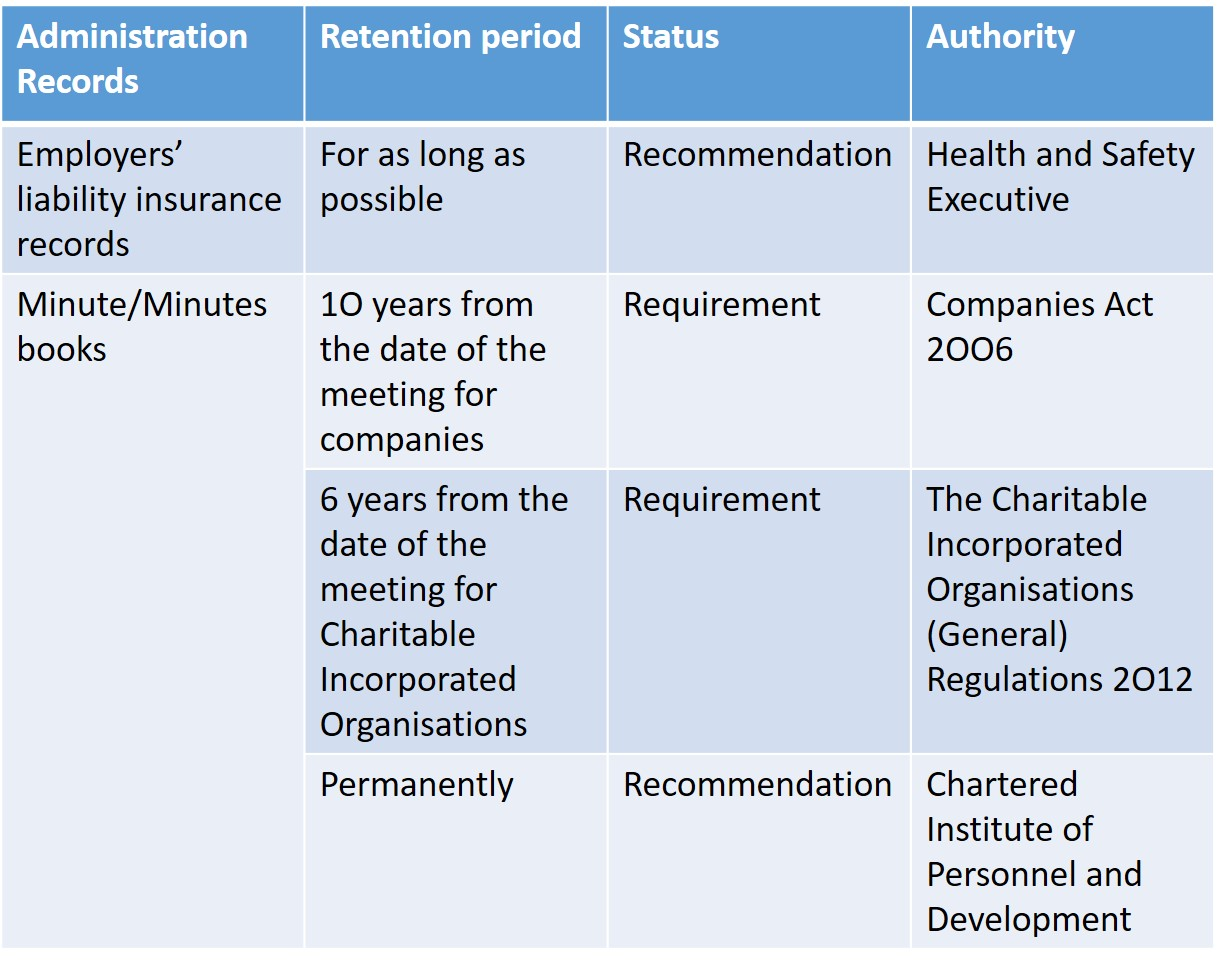 Administration
Records
Retention period
Status
Authority
Employers’
liability insurance
records
For as long as
possible
Recommendation
Health and Safety
Executive
Minute/Minutes
books
1O years from
the date of the
meeting for
companies
Requirement
Companies Act
2OO6
6 years from the
date of the
meeting for
Charitable
Incorporated
Organisations
Requirement
The Charitable
Incorporated
Organisations
(General)
Regulations 2O12
Permanently
Recommendation
Chartered
Institute of
Personnel and
Development